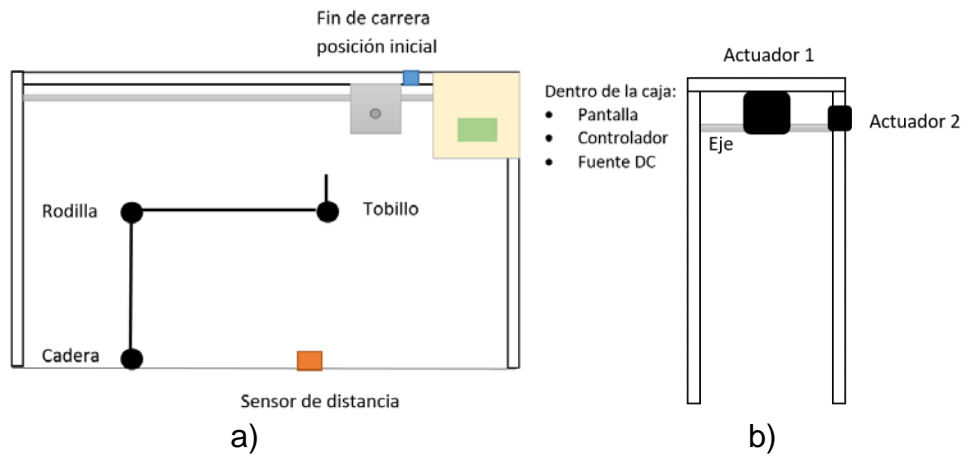 Fin de carrera
posición inicial
Rodilla
Tobillo
Cadera
Sensor de distancia
a)
Dentro de la caja:
• Pantalla
• Controlador
• Fuente DC
Actuador 1
Actuador 2
Eje
b)